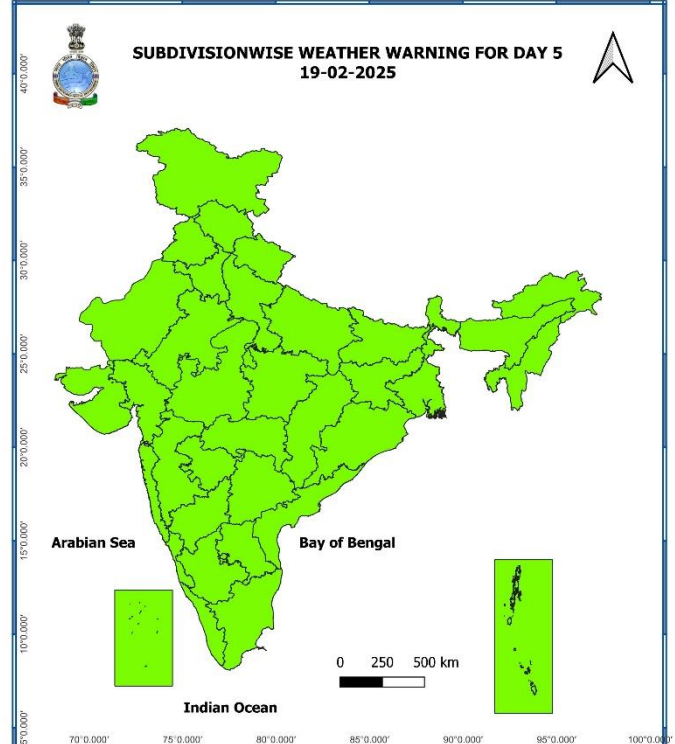 SUBDIVISIONWISE WEATHER WARNING FOR DAY 5
19-02-2025
40°0.000'
35°0.000'
30°0.000'
25°0.000'
20°0.000'
15°0.000'
10°0.000'
5°0.000'
Arabian Sea
Bay of Bengal
0 250 500 km
Indian Ocean
70°0.000' 75°0.000' 80°0.000' 85°0.000' 90°0.000' 95°0.000' 100°0.000'